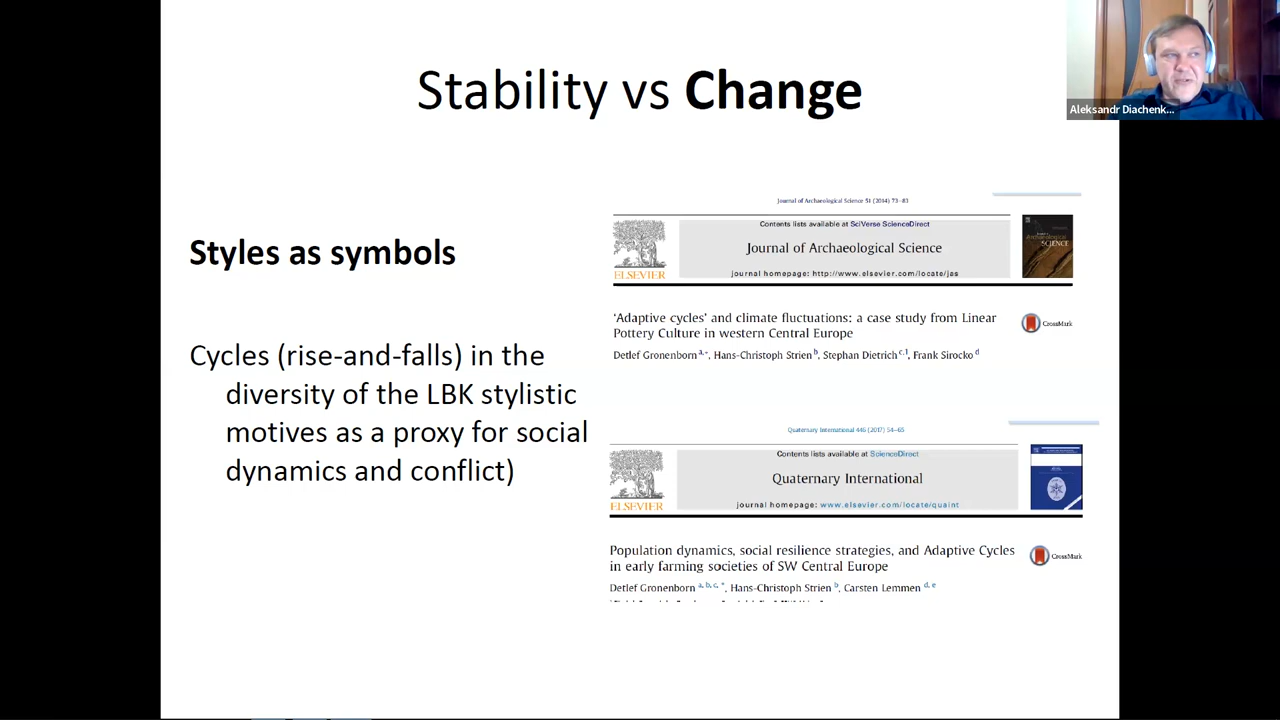 Stability vs Change
Aleksandr Diachenk...
Styles as symbols
Cycles (rise-and-falls) in the
diversity of the LBK stylistic
motives as a proxy for social
dynamics and conflict)
Journal of Archaeological Science 51 (2014) 73–83
Contents lists available at SciVerse ScienceDirect
Journal of Archaeological Science
journal homepage: http://www.elsevier.com/locate/jas
ELSEVIER
Archaeological
SCIENCE
'Adaptive cycles' and climate fluctuations: a case study from Linear
Pottery Culture in western Central Europe
CrossMark
Detlef Gronenborn a,*, Hans-Christoph Strien b, Stephan Dietrich c,1, Frank Sirocko d
Quaternary International 446 (2017) 54–65
Contents lists available at ScienceDirect
Quaternary International
journal homepage: www.elsevier.com/locate/quaint
ELSEVIER
Population dynamics, social resilience strategies, and Adaptive Cycles
in early farming societies of SW Central Europe
CrossMark
Detlef Gronenborn a, b, c, *, Hans-Christoph Strien b, Carsten Lemmen d, e